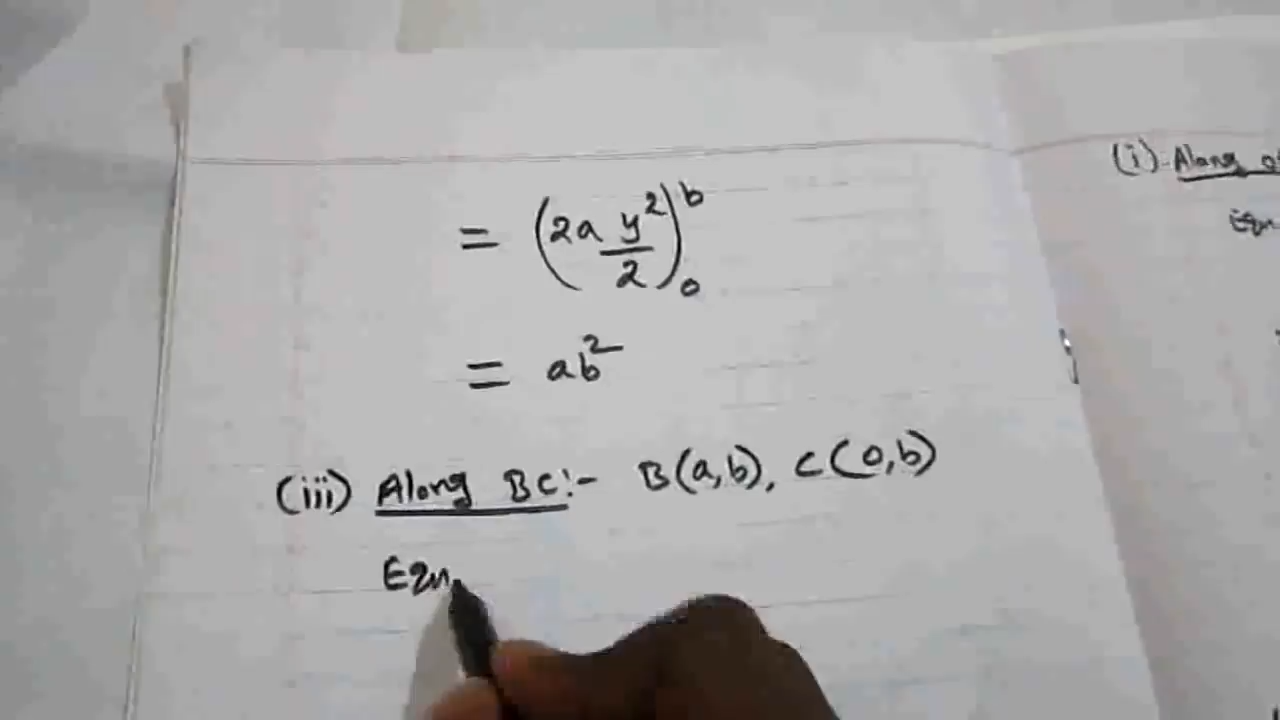 = (2a y²/2)₀ᵇ
= ab²
(iii) Along BC:- B(a,b), C(0,b)
Eqn
(i) Along
Eqn